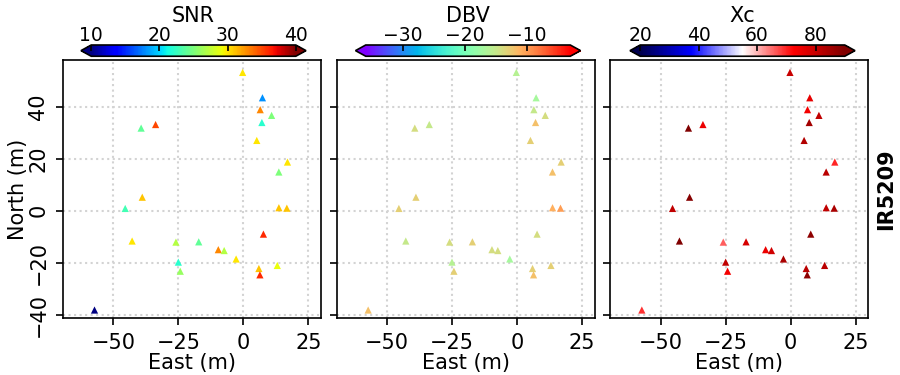 SNR DBV Xc
10 20 30 40 −30 −20 −10 20 40 60 80
North (m)
40
20
0
−20
−40
IR5209
−50 −25 0 25 −50 −25 0 25 −50 −25 0 25
East (m) East (m) East (m)